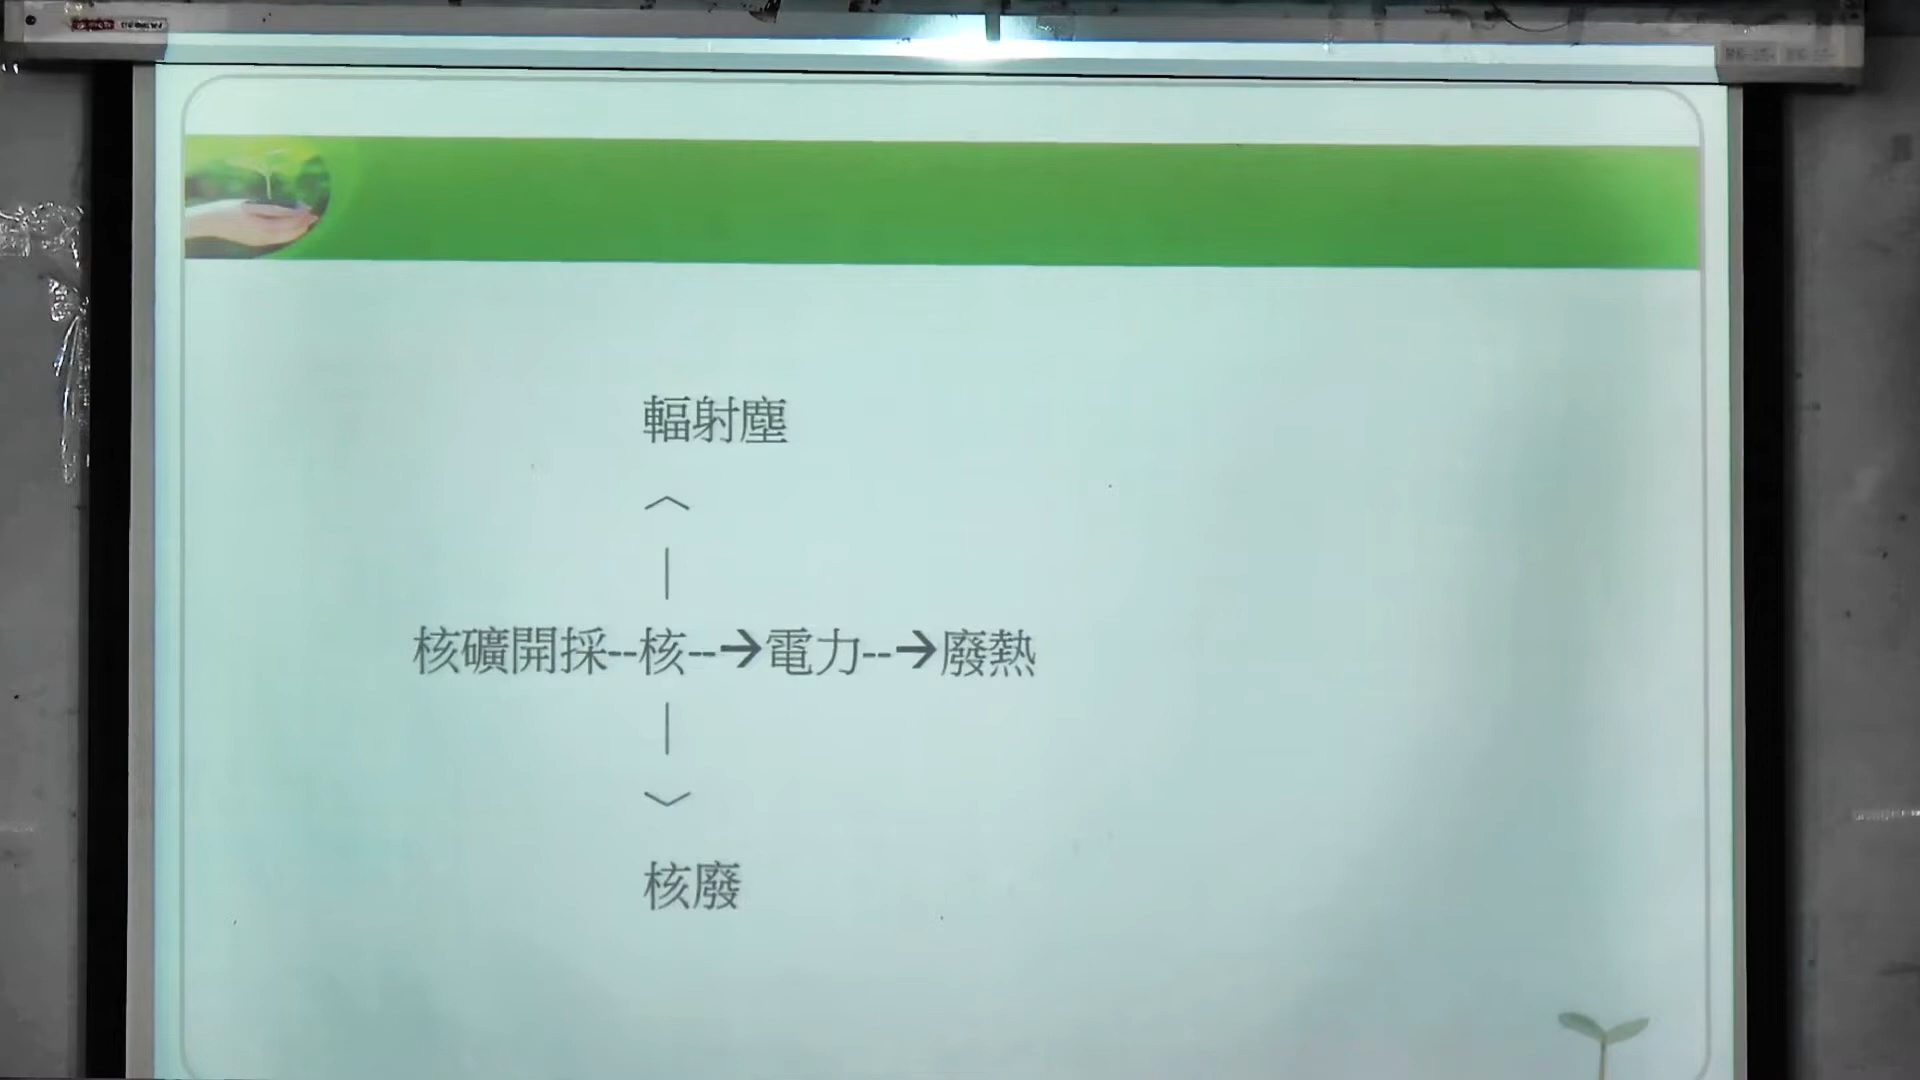 輻射塵
︿
|
核礦開採--核--→電力--→廢熱
|
﹀
核廢